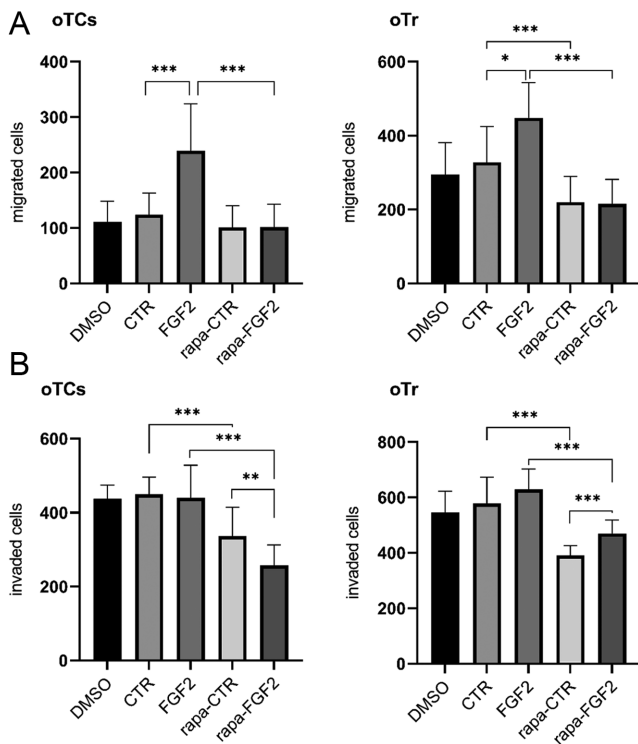 A
oTCs
migrated cells
400
300
200
100
0
***
***
DMSO
CTR
FGF2
rapa-CTR
rapa-FGF2
oTr
migrated cells
600
400
200
0
***
*
***
DMSO
CTR
FGF2
rapa-CTR
rapa-FGF2
B
oTCs
invaded cells
600
400
200
0
***
***
**
DMSO
CTR
FGF2
rapa-CTR
rapa-FGF2
oTr
invaded cells
800
600
400
200
0
***
***
***
DMSO
CTR
FGF2
rapa-CTR
rapa-FGF2